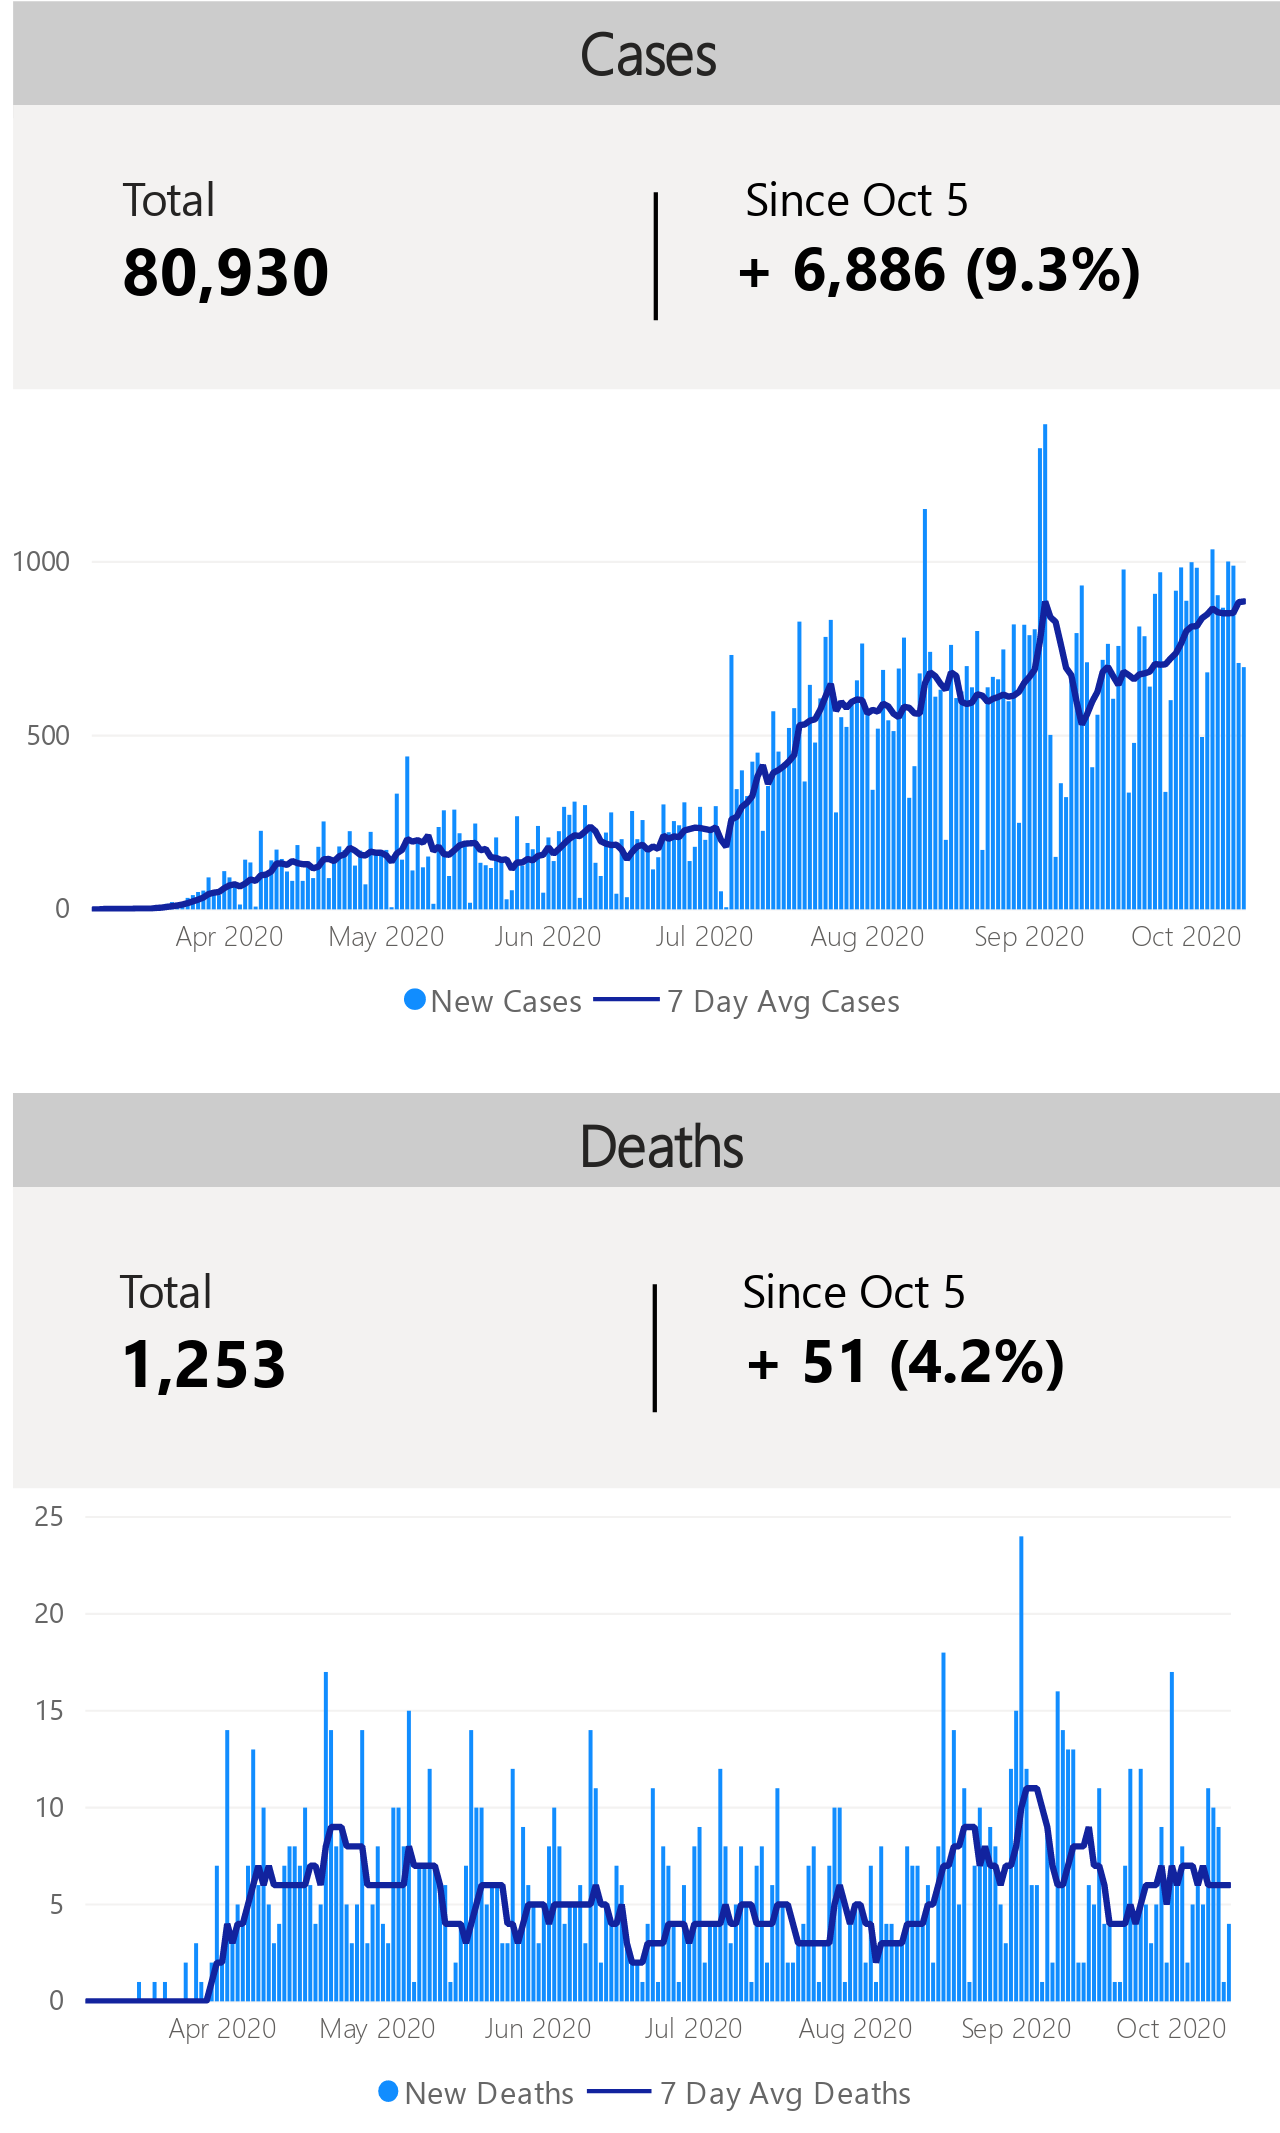 Cases
Total
Since Oct 5
80,930
+ 6,886 (9.3%)
1000
500
0
Apr 2020
May 2020
Jun 2020
Jul 2020
Aug 2020
Sep 2020
Oct 2020
New Cases
7 Day Avg Cases
Deaths
Total
Since Oct 5
1,253
+ 51 (4.2%)
25
20
15
10
5
0
Apr 2020
May 2020
Jun 2020
Jul 2020
Aug 2020
Sep 2020
Oct 2020
New Deaths
7 Day Avg Deaths